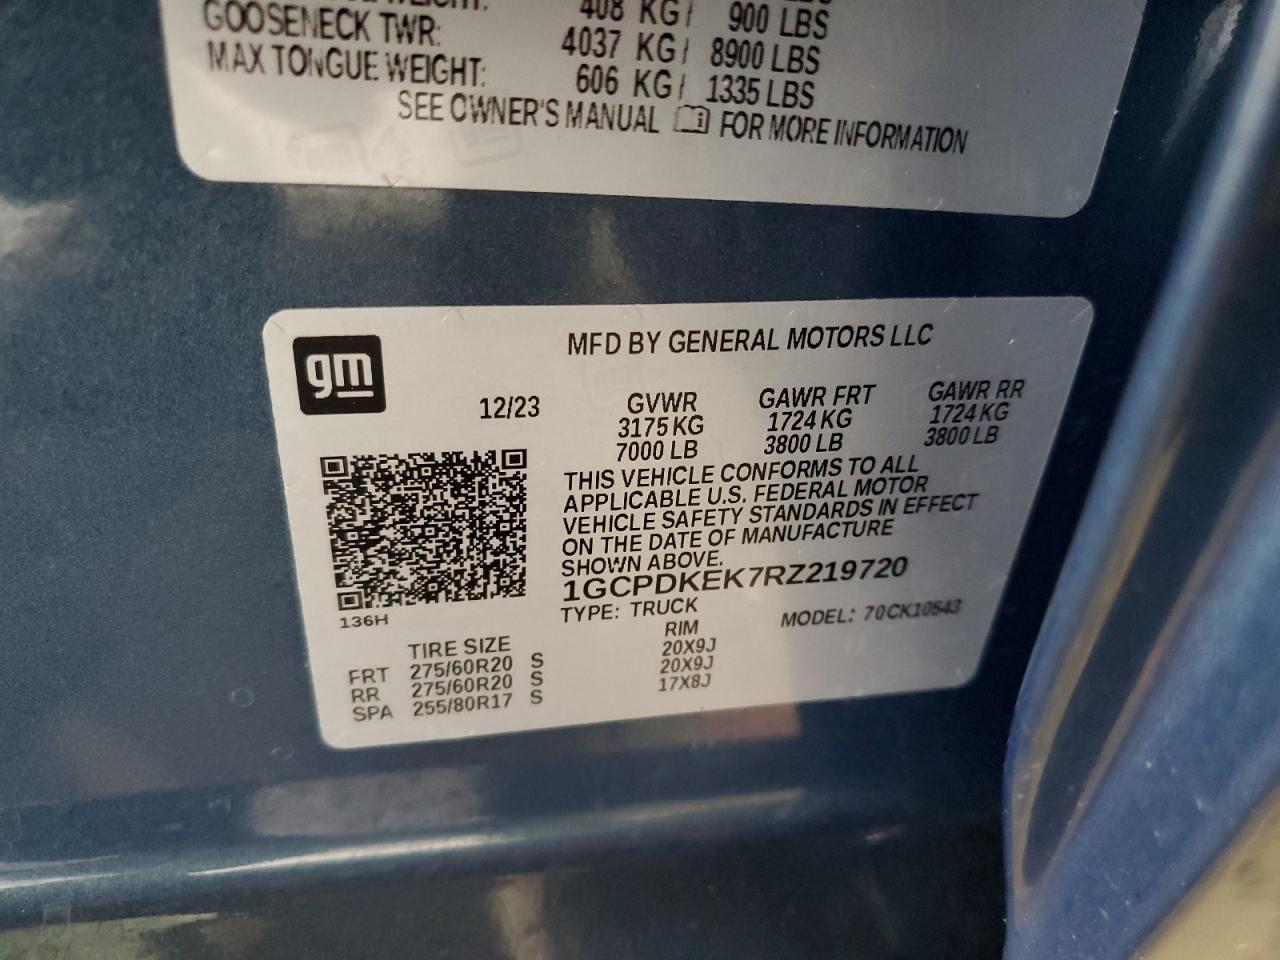 408 KG / 900 LBS
GOOSENECK TWR: 4037 KG / 8900 LBS
MAX TONGUE WEIGHT: 606 KG / 1335 LBS
SEE OWNER'S MANUAL FOR MORE INFORMATION
gm
MFD BY GENERAL MOTORS LLC
12/23 GVWR GAWR FRT GAWR RR
3175 KG 1724 KG 1724 KG
7000 LB 3800 LB 3800 LB
THIS VEHICLE CONFORMS TO ALL
APPLICABLE U.S. FEDERAL MOTOR
VEHICLE SAFETY STANDARDS IN EFFECT
ON THE DATE OF MANUFACTURE
SHOWN ABOVE.
1GCPDKEK7RZ219720
136H
TYPE: TRUCK MODEL: 70CK10543
TIRE SIZE RIM
FRT 275/60R20 S 20X9J
RR 275/60R20 S 20X9J
SPA 255/80R17 S 17X8J